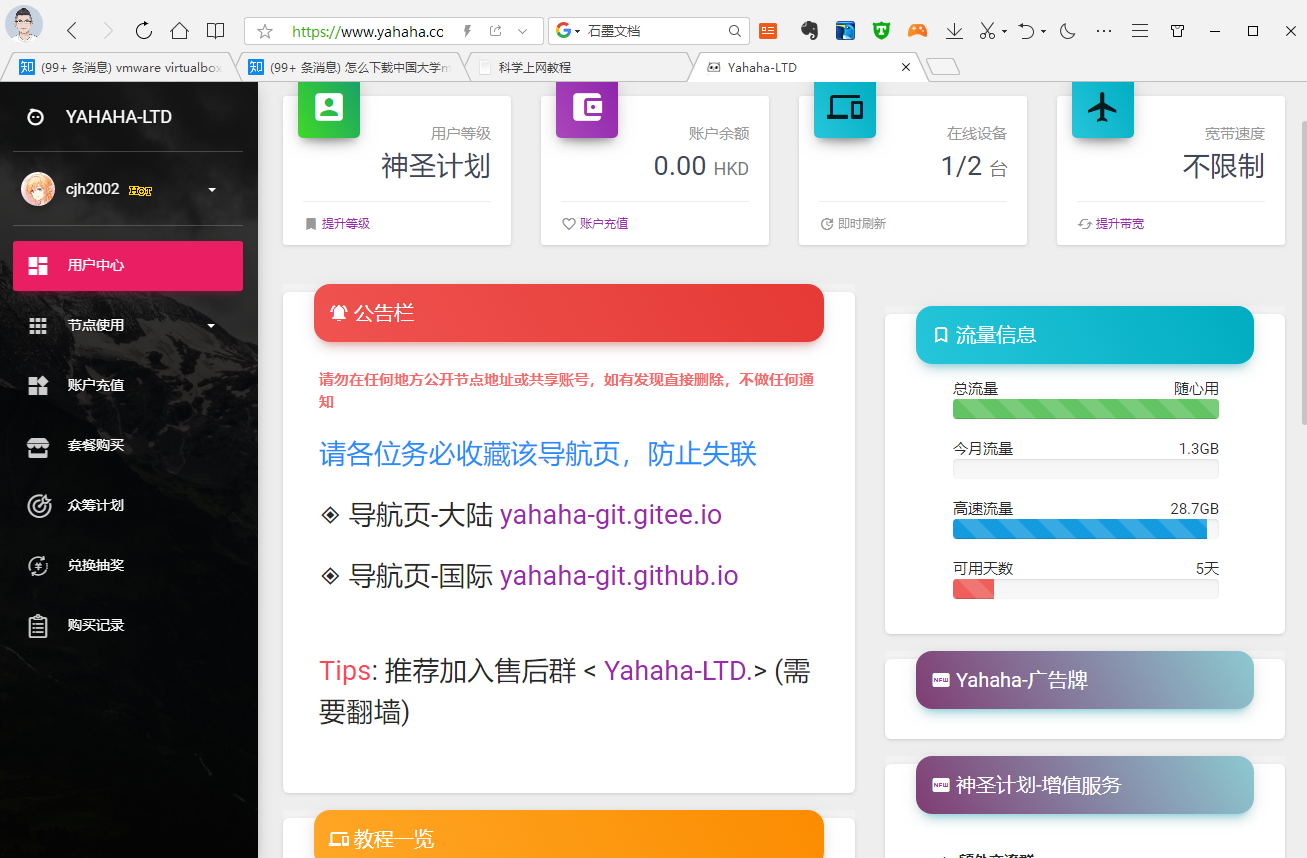 https://www.yahaha.cc
石墨文档
(99+ 条消息) vmware virtualbox
(99+ 条消息) 怎么下载中国大学m
科学上网教程
Yahaha-LTD
YAHAHA-LTD
cjh2002 HOT
用户中心
节点使用
账户充值
套餐购买
众筹计划
兑换抽奖
购买记录
用户等级
神圣计划
提升等级
账户余额
0.00 HKD
账户充值
在线设备
1/2 台
即时刷新
宽带速度
不限制
提升带宽
公告栏
请勿在任何地方公开节点地址或共享账号，如有发现直接删除，不做任何通
知
请各位务必收藏该导航页，防止失联
◈ 导航页-大陆 yahaha-git.gitee.io
◈ 导航页-国际 yahaha-git.github.io
Tips: 推荐加入售后群 < Yahaha-LTD.> (需
要翻墙)
教程一览
流量信息
总流量 随心用
今月流量 1.3GB
高速流量 28.7GB
可用天数 5天
NEW Yahaha-广告牌
NEW 神圣计划-增值服务